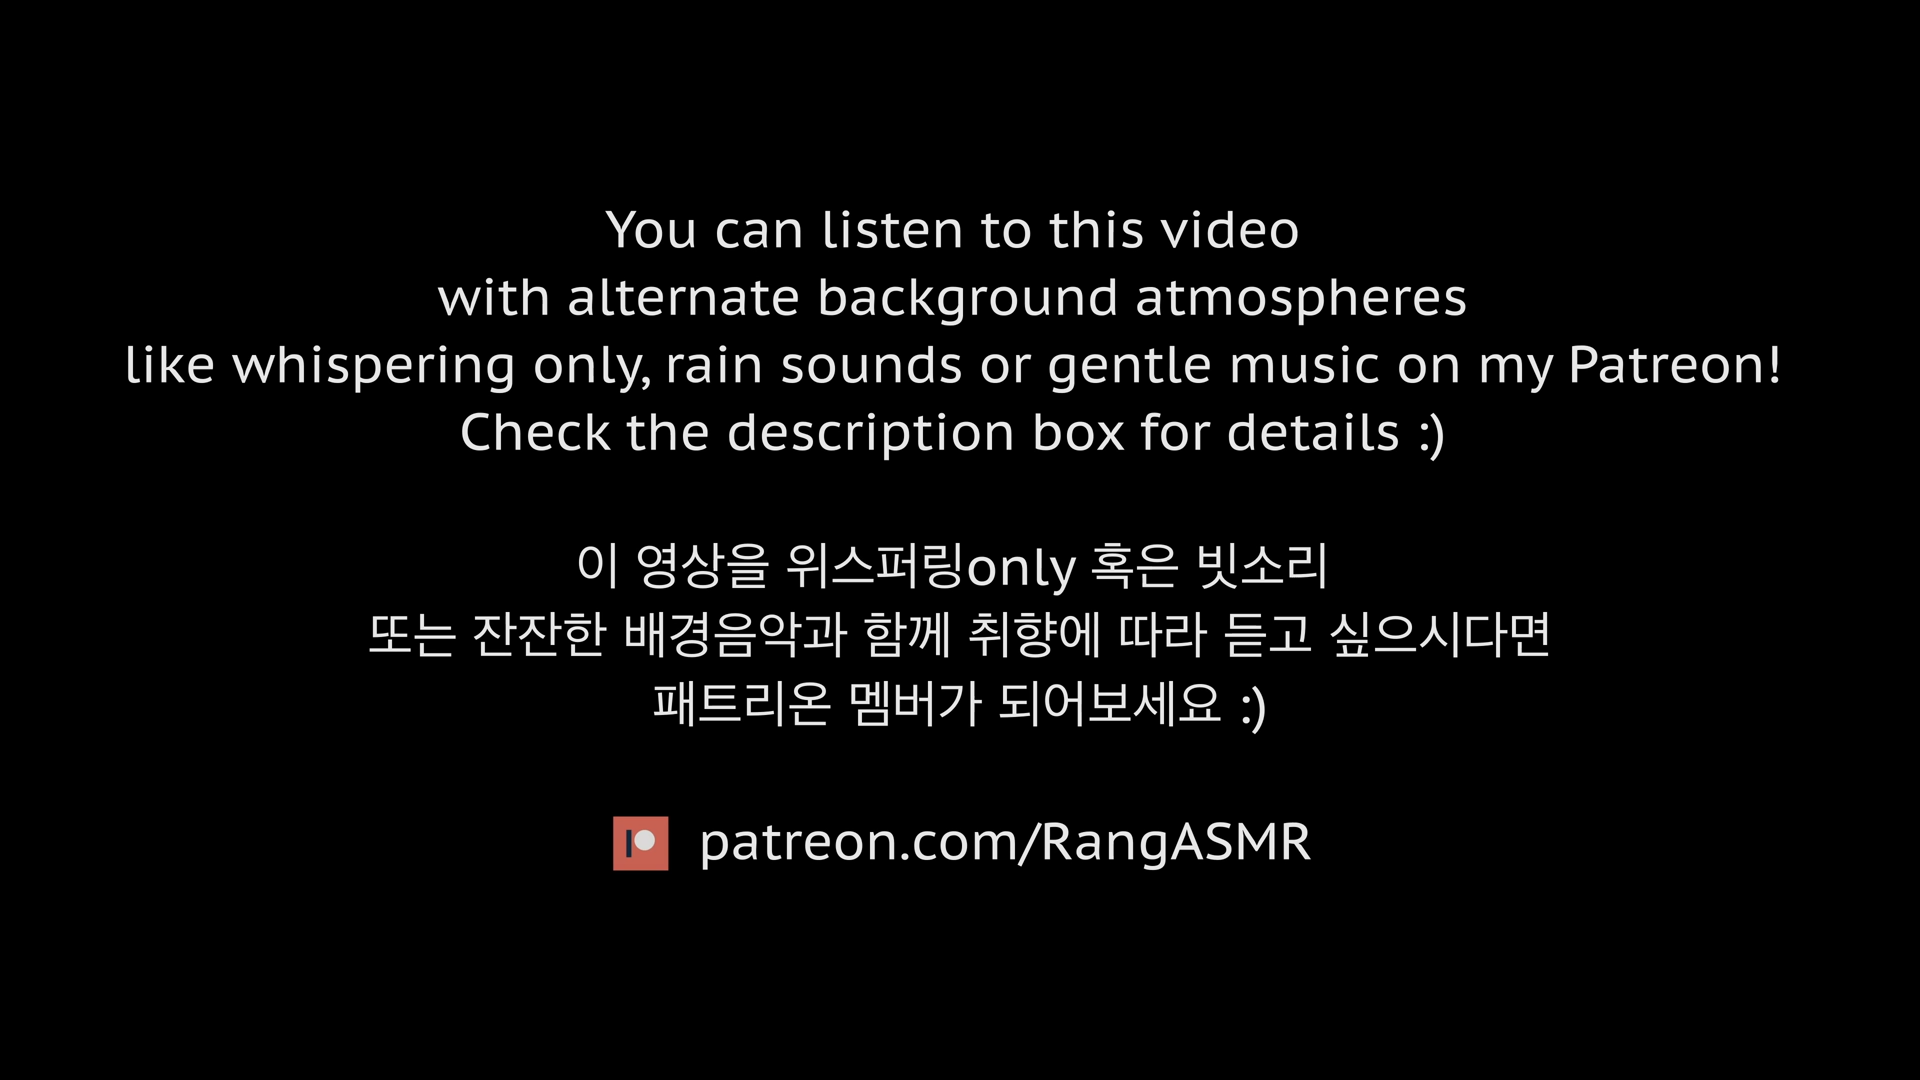 You can listen to this video
with alternate background atmospheres
like whispering only, rain sounds or gentle music on my Patreon!
Check the description box for details :)
이 영상을 위스퍼링only 혹은 빗소리
또는 잔잔한 배경음악과 함께 취향에 따라 듣고 싶으시다면
패트리온 멤버가 되어보세요 :)
patreon.com/RangASMR